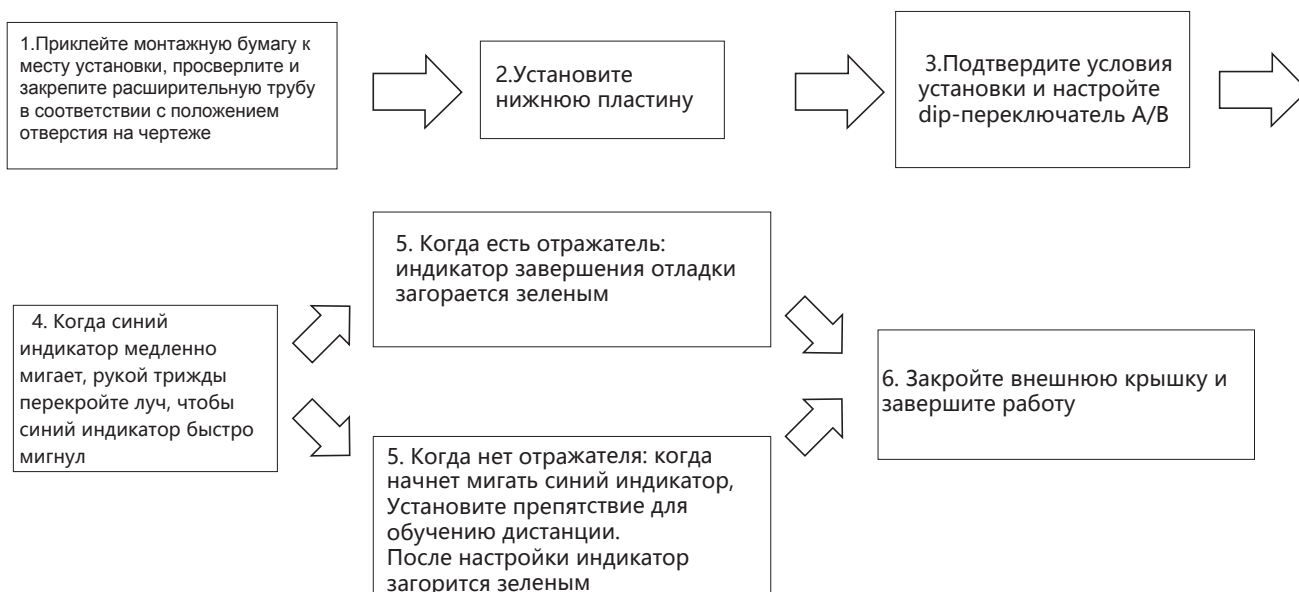 1.Приклейте монтажную бумагу к
месту установки, просверлите и
закрепите расширительную трубу
в соответствии с положением
отверстия на чертеже
2.Установите
нижнюю пластину
3.Подтвердите условия
установки и настройте
dip-переключатель A/B
4. Когда синий
индикатор медленно
мигает, рукой трижды
перекройте луч, чтобы
синий индикатор быстро
мигнул
5. Когда есть отражатель:
индикатор завершения отладки
загорается зеленым
5. Когда нет отражателя: когда
начнет мигать синий индикатор,
Установите препятствие для
обучению дистанции.
После настройки индикатор
загорится зеленым
6. Закройте внешнюю крышку и
завершите работу